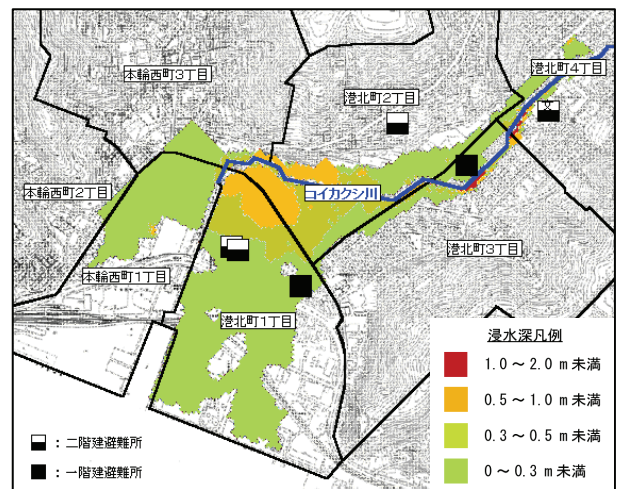 本輪西町3丁目
港北町4丁目
港北町2丁目
本輪西町2丁目
コイカクシ川
港北町3丁目
本輪西町1丁目
港北町1丁目
浸水深凡例
1.0～2.0 m 未満
0.5～1.0 m 未満
0.3～0.5 m 未満
0～0.3 m 未満
：二階建避難所
：一階建避難所